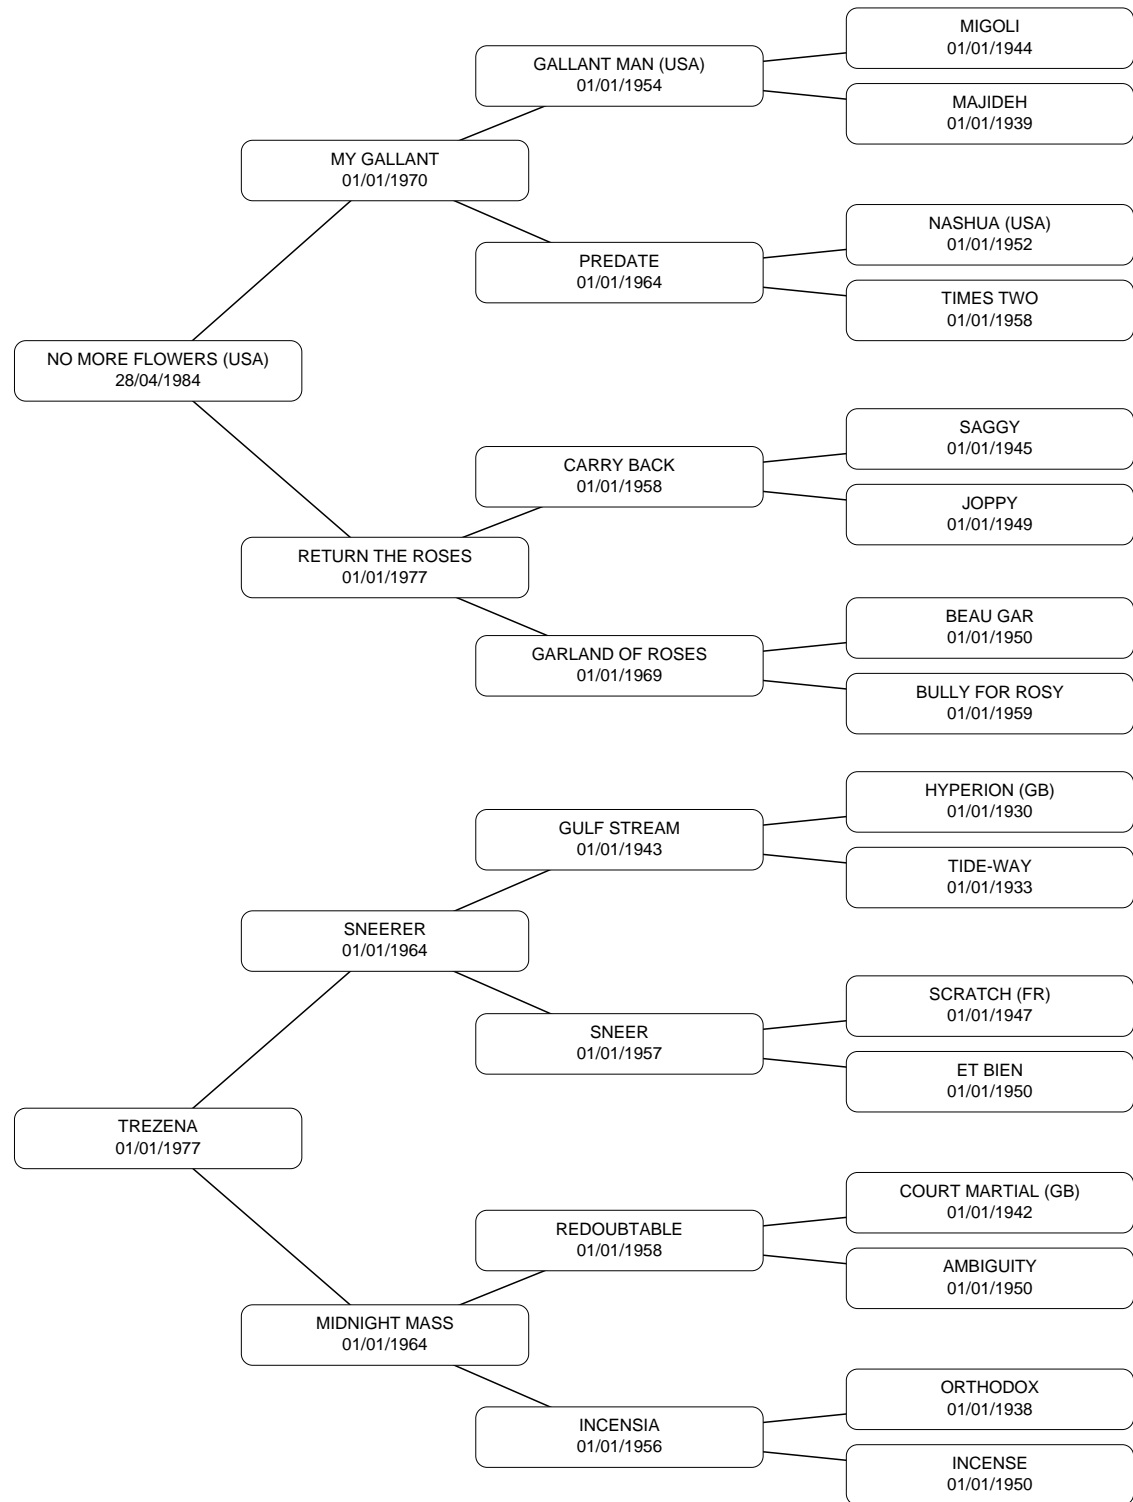 MIGOLI
01/01/1944
GALLANT MAN (USA)
01/01/1954
MAJIDEH
01/01/1939
MY GALLANT
01/01/1970
NASHUA (USA)
01/01/1952
PREDATE
01/01/1964
TIMES TWO
01/01/1958
NO MORE FLOWERS (USA)
28/04/1984
SAGGY
01/01/1945
CARRY BACK
01/01/1958
JOPPY
01/01/1949
RETURN THE ROSES
01/01/1977
BEAU GAR
01/01/1950
GARLAND OF ROSES
01/01/1969
BULLY FOR ROSY
01/01/1959
HYPERION (GB)
01/01/1930
GULF STREAM
01/01/1943
TIDE-WAY
01/01/1933
SNEERER
01/01/1964
SCRATCH (FR)
01/01/1947
SNEER
01/01/1957
ET BIEN
01/01/1950
TREZENA
01/01/1977
COURT MARTIAL (GB)
01/01/1942
REDOUBTABLE
01/01/1958
AMBIGUITY
01/01/1950
MIDNIGHT MASS
01/01/1964
ORTHODOX
01/01/1938
INCENSIA
01/01/1956
INCENSE
01/01/1950